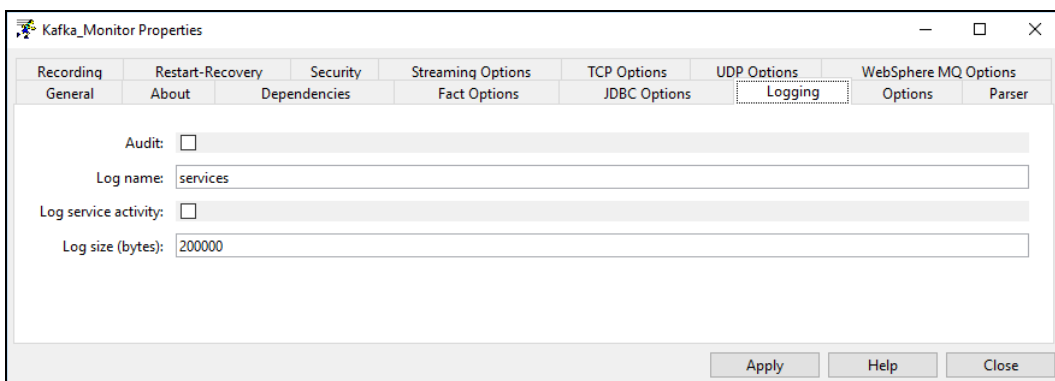 Kafka_Monitor Properties
Recording Restart-Recovery Security Streaming Options TCP Options UDP Options WebSphere MQ Options
General About Dependencies Fact Options JDBC Options Logging Options Parser
Audit:
Log name: services
Log service activity:
Log size (bytes): 200000
Apply Help Close